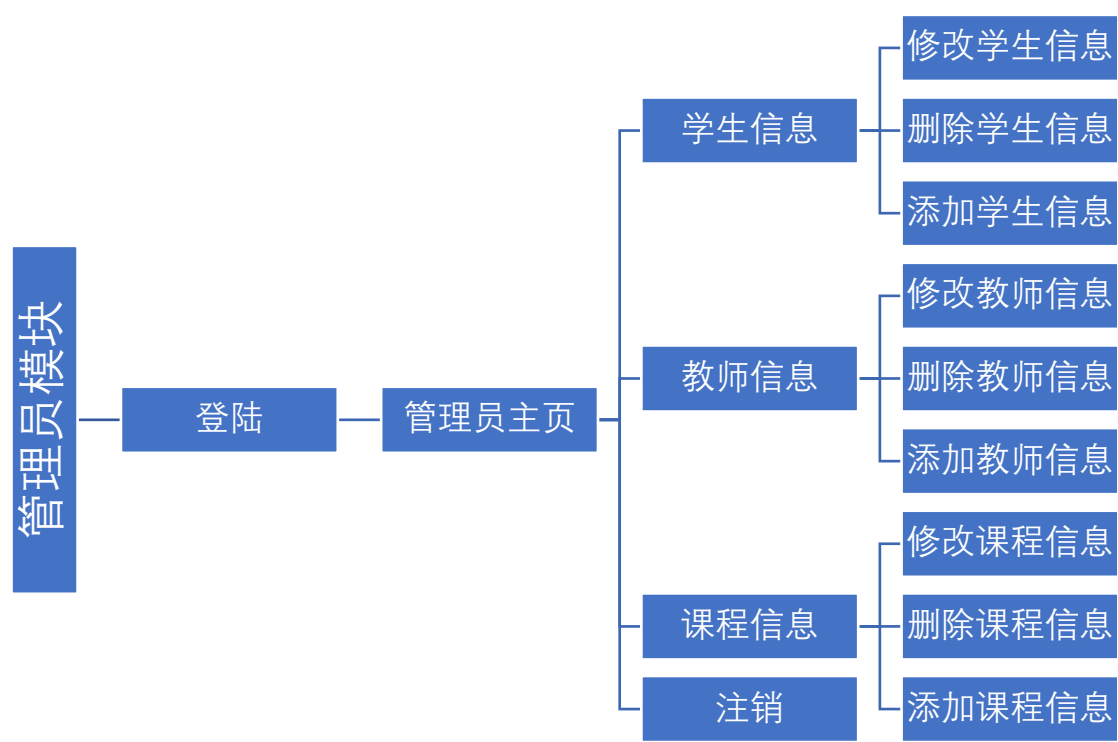 管理员模块
登陆
管理员主页
学生信息
修改学生信息
删除学生信息
添加学生信息
教师信息
修改教师信息
删除教师信息
添加教师信息
课程信息
修改课程信息
删除课程信息
添加课程信息
注销